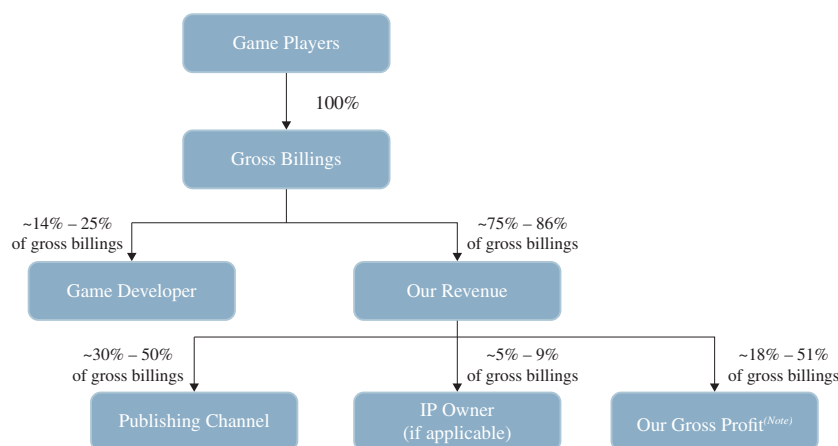 Game Players
100%
Gross Billings
~14% – 25%
of gross billings
~75% – 86%
of gross billings
Game Developer
Our Revenue
~30% – 50%
of gross billings
~5% – 9%
of gross billings
~18% – 51%
of gross billings
Publishing Channel
IP Owner
(if applicable)
Our Gross Profit(Note)